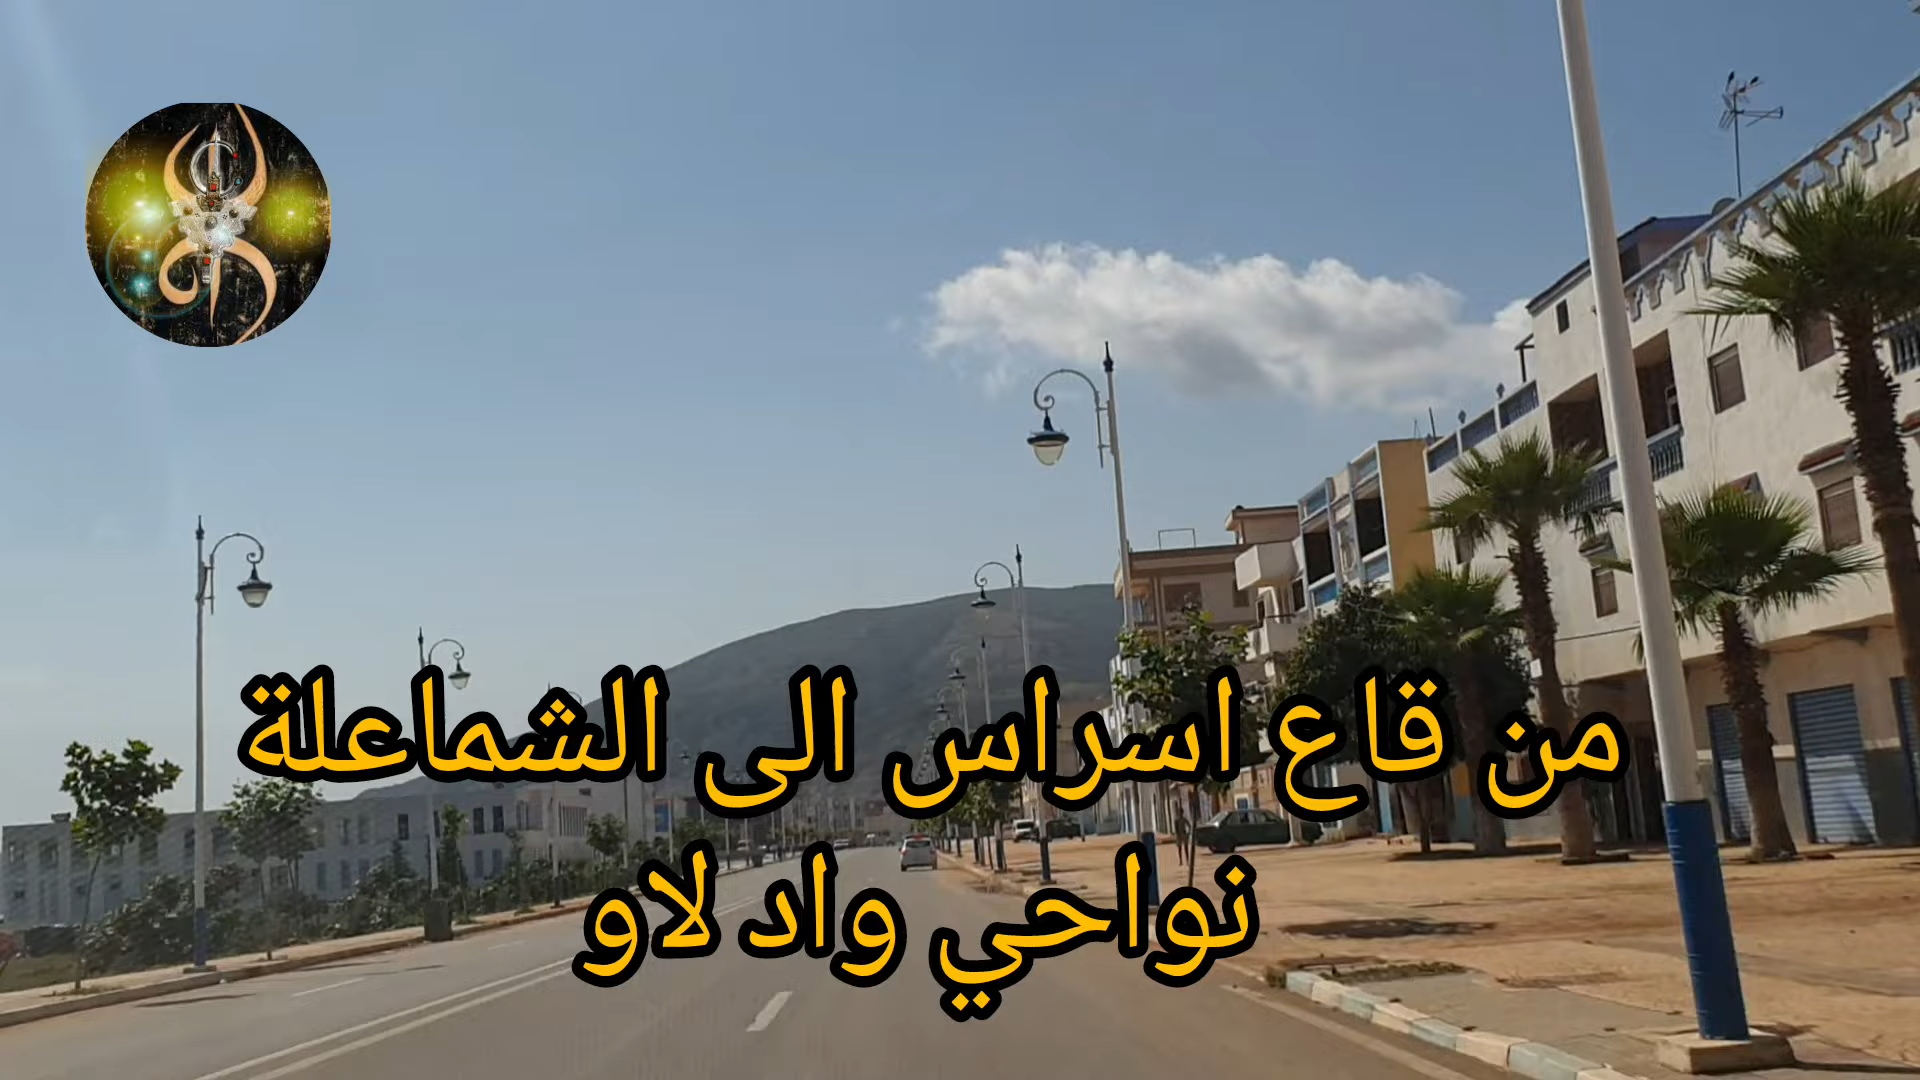 من قاع اسراس الى الشماعلة
نواحي واد لاو